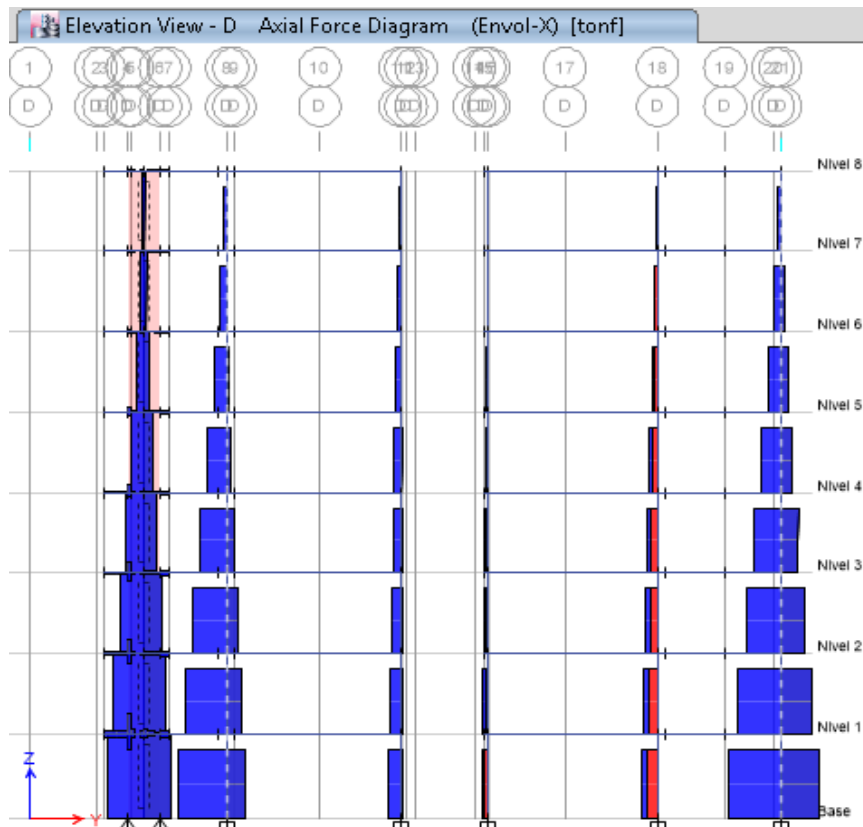 Elevation View - D Axial Force Diagram (Envol-X) [tonf]
1 10 17 18 19
D D D D D
Nivel 8
Nivel 7
Nivel 6
Nivel 5
Nivel 4
Nivel 3
Nivel 2
Nivel 1
Z
Y
Base